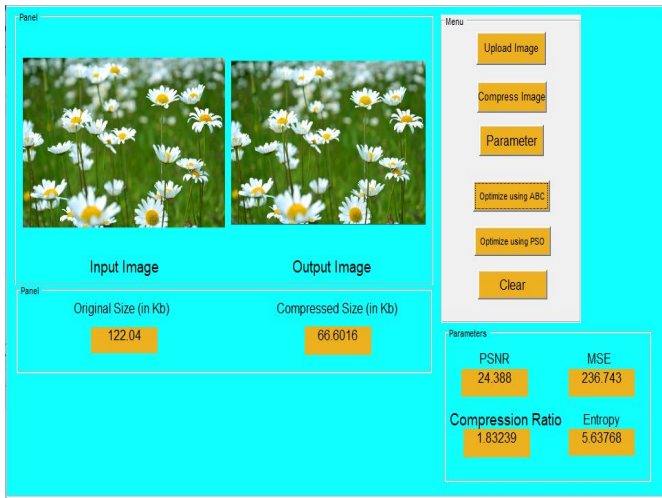 Panel
Input Image
Output Image
Panel
Original Size (in Kb)
Compressed Size (in Kb)
122.04
66.6016
Menu
Upload Image
Compress Image
Parameter
Optimize using ABC
Optimize using PSO
Clear
Parameters
PSNR
MSE
24.388
236.743
Compression Ratio
Entropy
1.83239
5.63768